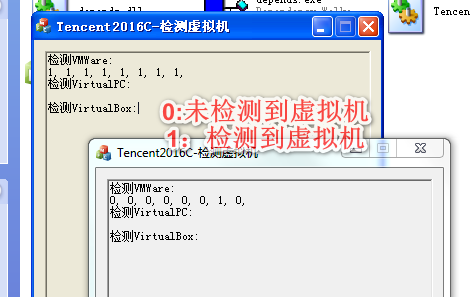 depends.dll
depends.exe
Dependency Walke
Tencent
Tencent2016C-检测虚拟机
检测VMWare:
1, 1, 1, 1, 1, 1, 1, 1,
检测VirtualPC:
检测VirtualBox:
0:未检测到虚拟机
1：检测到虚拟机
Tencent2016C-检测虚拟机
检测VMWare:
0, 0, 0, 0, 0, 0, 1, 0,
检测VirtualPC:
检测VirtualBox: